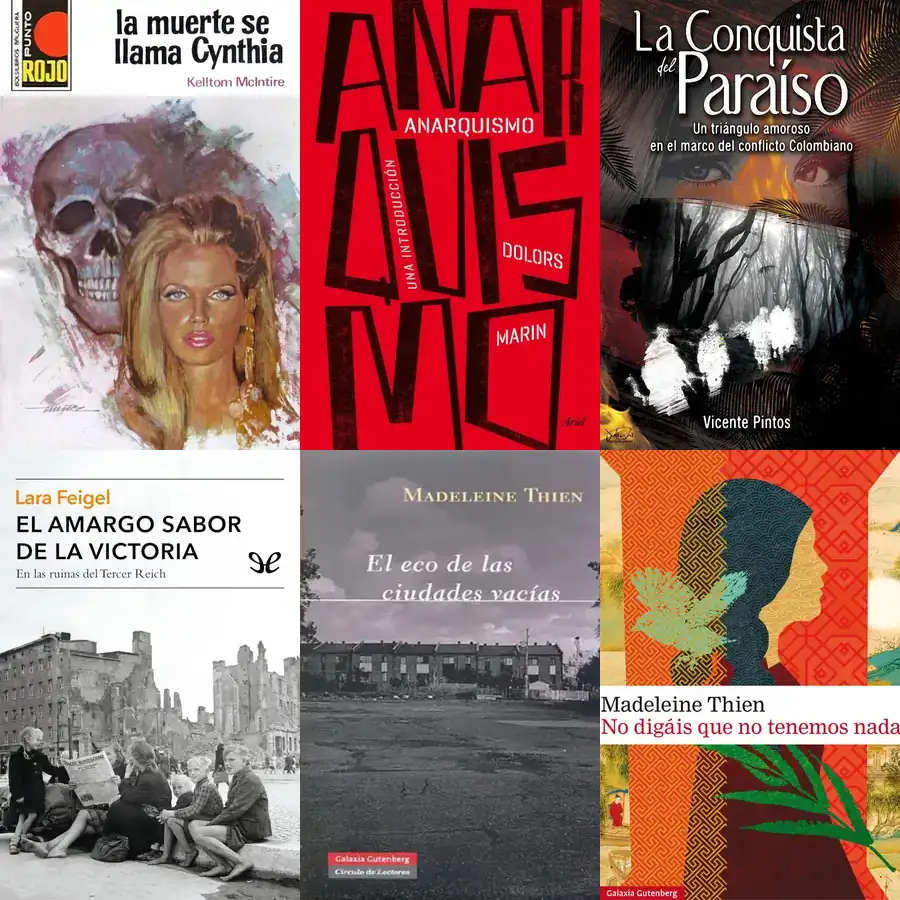 BOLSILIBROS BRUGUERA
PUNTO
ROJO
la muerte se
llama Cynthia
Kelltom McIntire
ANARQUISMO
ANARQUISMO
UNA INTRODUCCIÓN
DOLORS
MARIN
Ariel
La Conquista
del Paraíso
Un triángulo amoroso
en el marco del conflicto Colombiano
Vicente Pintos
Lara Feigel
EL AMARGO SABOR
DE LA VICTORIA
En las ruinas del Tercer Reich
MADELEINE THIEN
El eco de las
ciudades vacías
Galaxia Gutenberg
Círculo de Lectores
Madeleine Thien
No digáis que no tenemos nada
Galaxia Gutenberg